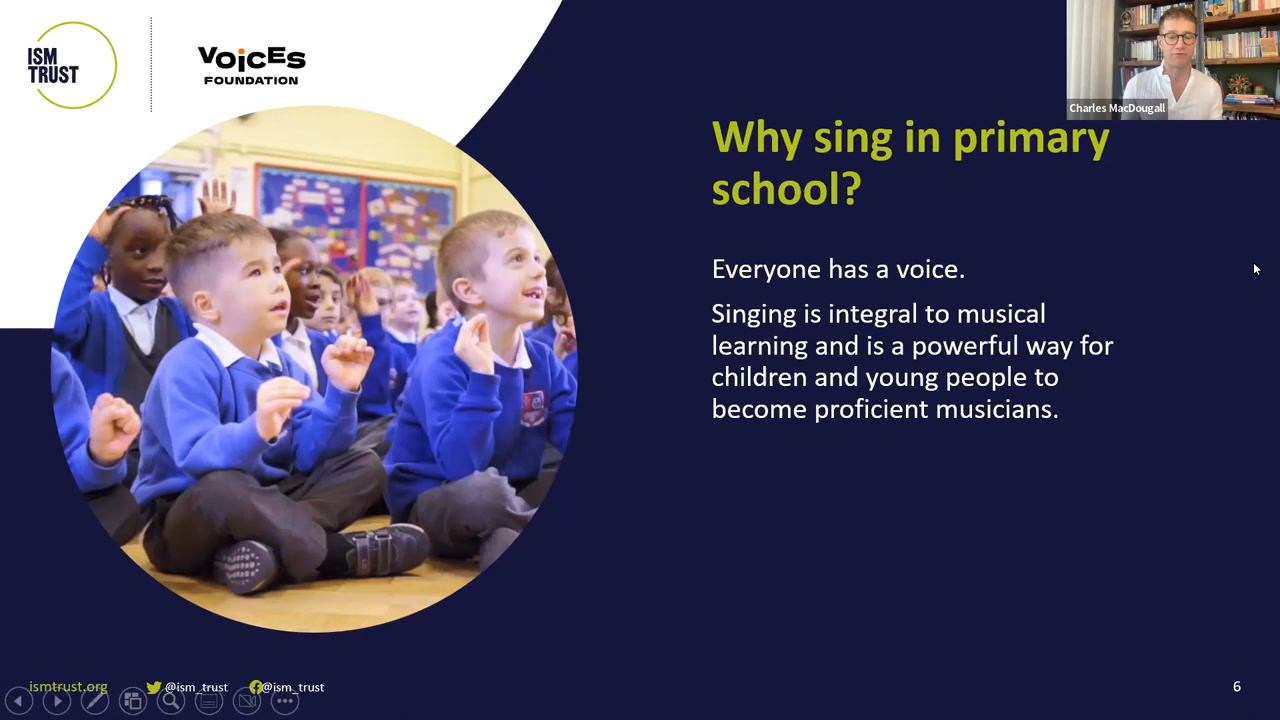 ISM
TRUST
VOICES
FOUNDATION
Charles MacDougall
Why sing in primary
school?
Everyone has a voice.
Singing is integral to musical
learning and is a powerful way for
children and young people to
become proficient musicians.
ismtrust.org
@ism_trust
@ism_trust
6